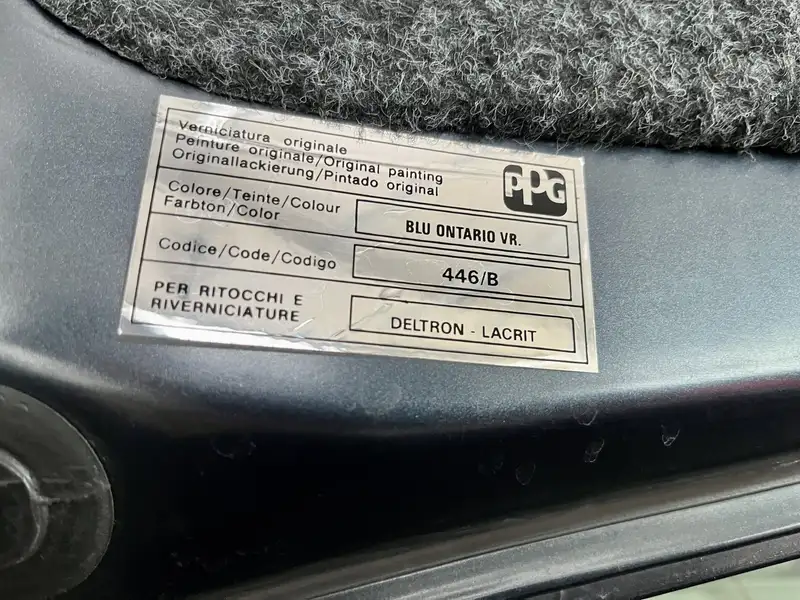 Verniciatura originale
Peinture originale/Original painting
Originallackierung/Pintado original
PPG
Colore/Teinte/Colour
Farbton/Color
BLU ONTARIO VR.
Codice/Code/Codigo
446/B
PER RITOCCHI E
RIVERNICIATURE
DELTRON - LACRIT